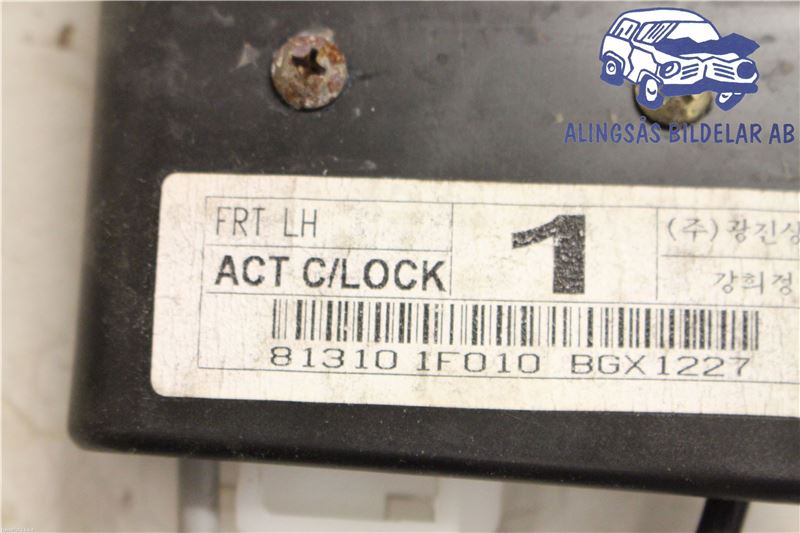 ALINGSÅS BILDELAR AB
FRT LH
ACT C/LOCK
1
(주)광진상
강희정
81310 1F010 BGX1227